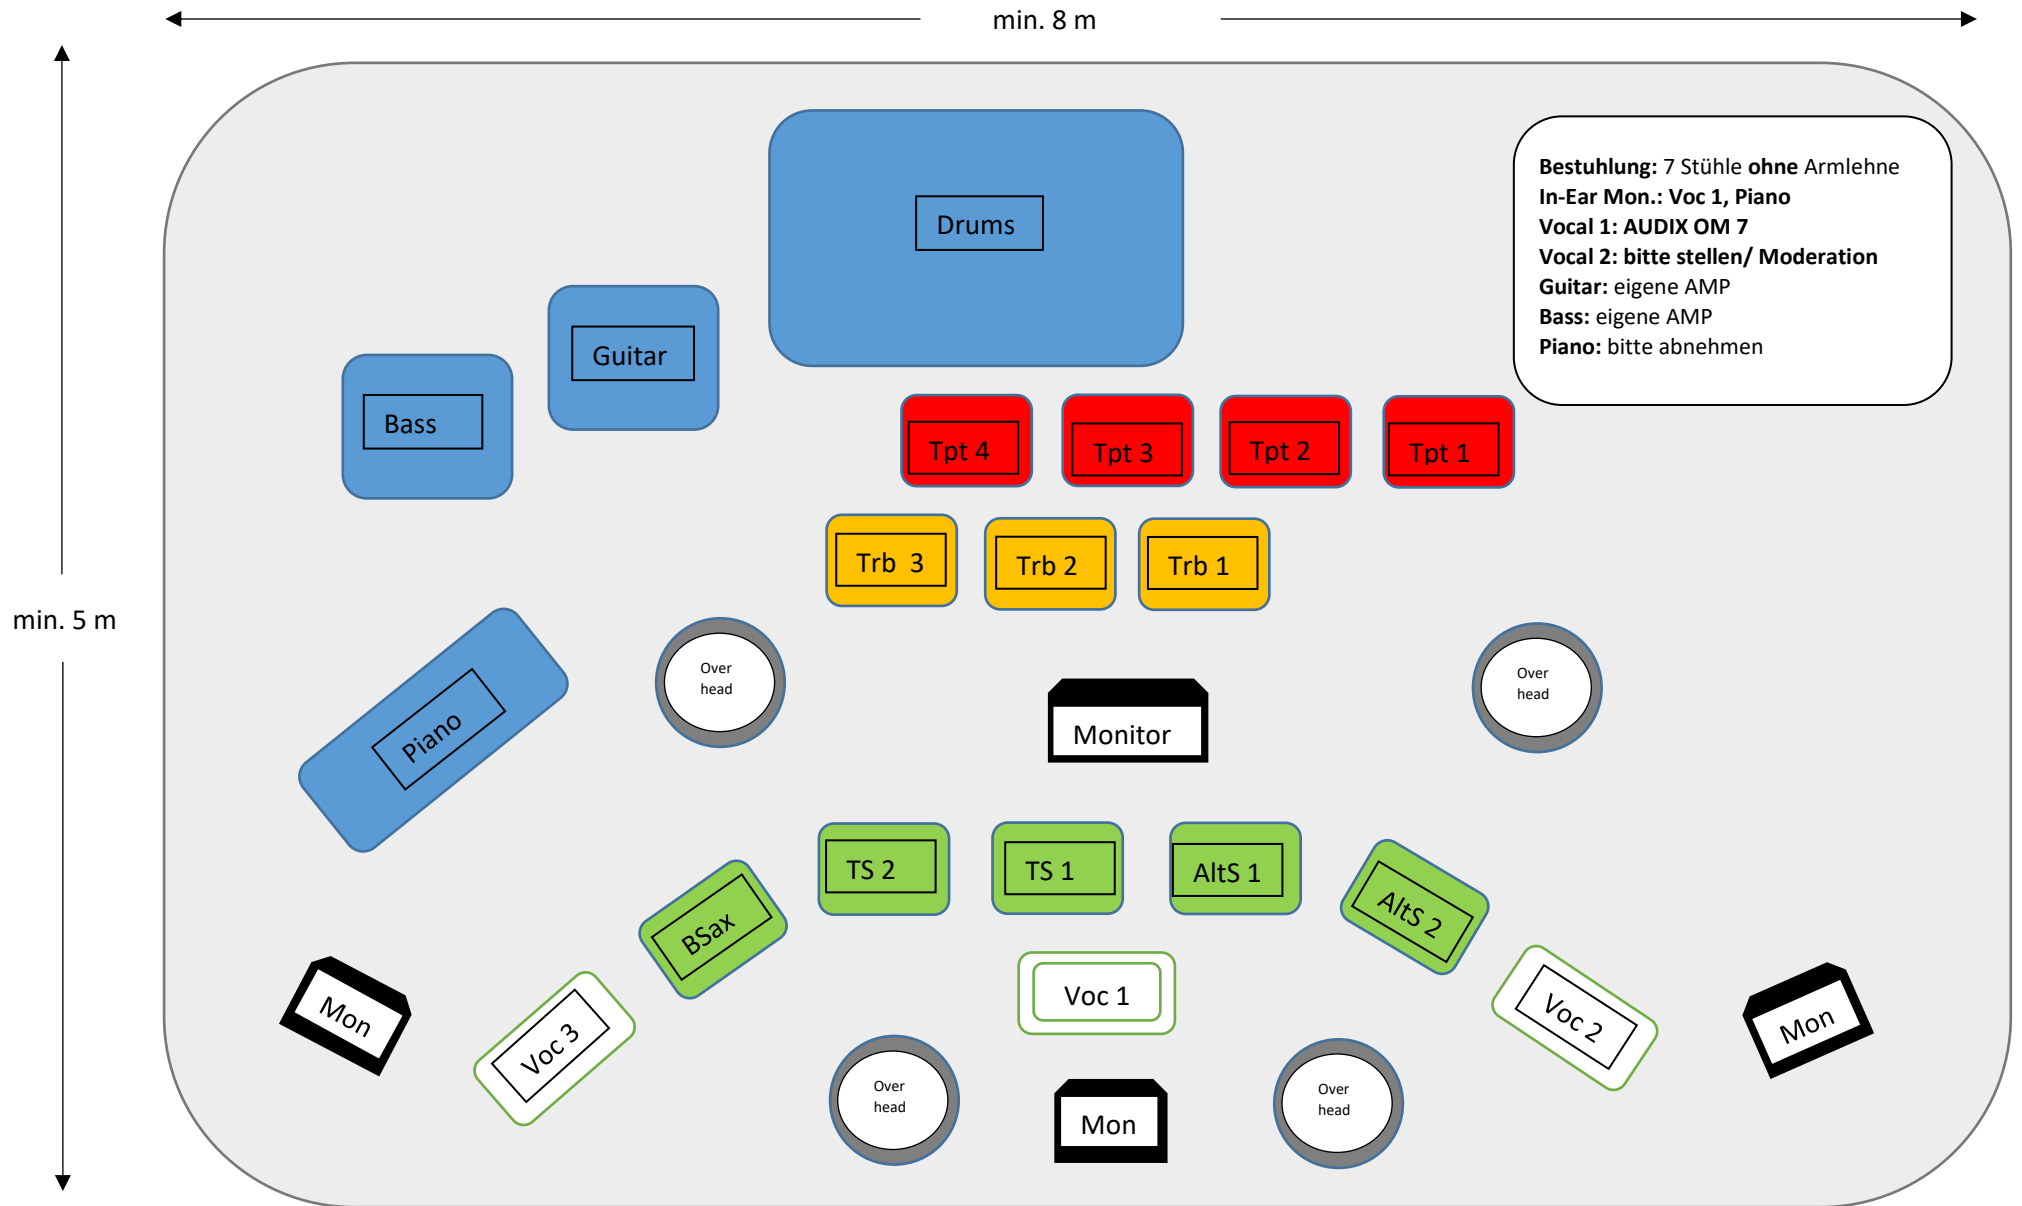 min. 8 m
Drums
Bestuhlung: 7 Stühle ohne Armlehne
In-Ear Mon.: Voc 1, Piano
Vocal 1: AUDIX OM 7
Vocal 2: bitte stellen/ Moderation
Guitar: eigene AMP
Bass: eigene AMP
Piano: bitte abnehmen
Guitar
Bass
Tpt 4
Tpt 3
Tpt 2
Tpt 1
Trb  3
Trb 2
Trb 1
min. 5 m
Over
head
Over
head
Piano
Monitor
TS 2
TS 1
AltS 1
AltS 2
BSax
Voc 1
Mon
Voc 3
Voc 2
Mon
Over
head
Mon
Over
head